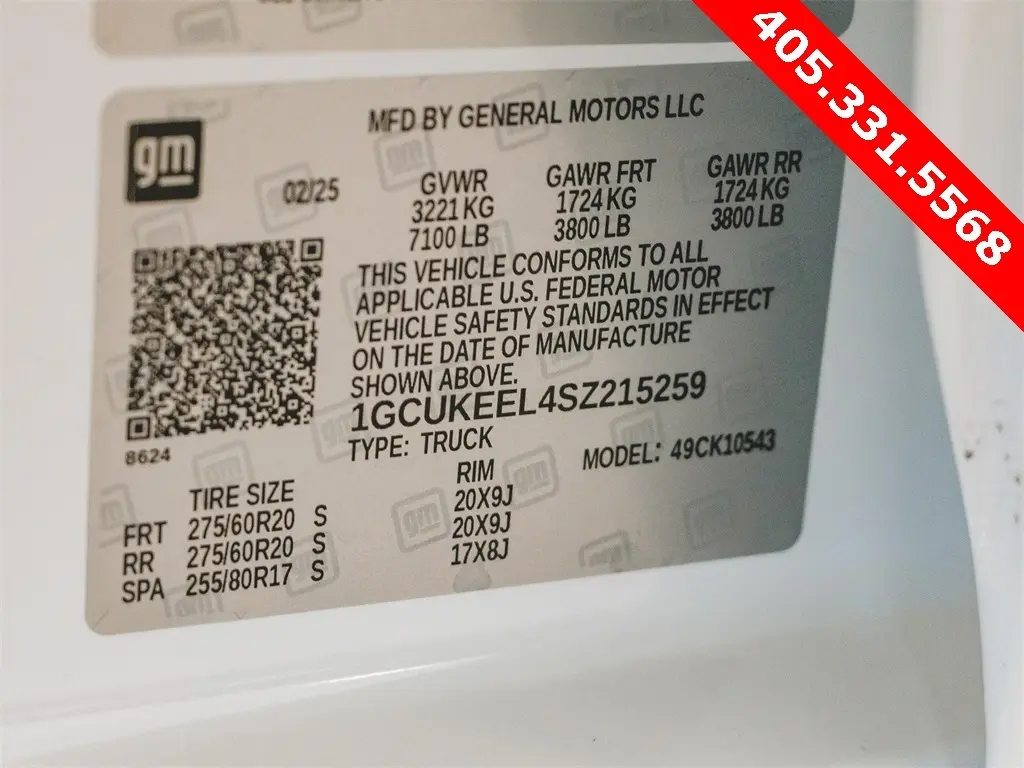 405.331.5568
gm
MFD BY GENERAL MOTORS LLC
02/25
GVWR GAWR FRT GAWR RR
3221 KG 1724 KG 1724 KG
7100 LB 3800 LB 3800 LB
THIS VEHICLE CONFORMS TO ALL
APPLICABLE U.S. FEDERAL MOTOR
VEHICLE SAFETY STANDARDS IN EFFECT
ON THE DATE OF MANUFACTURE
SHOWN ABOVE.
1GCUKEEL4SZ215259
8624
TYPE: TRUCK MODEL: 49CK10543
TIRE SIZE RIM
FRT 275/60R20 S 20X9J
RR 275/60R20 S 20X9J
SPA 255/80R17 S 17X8J